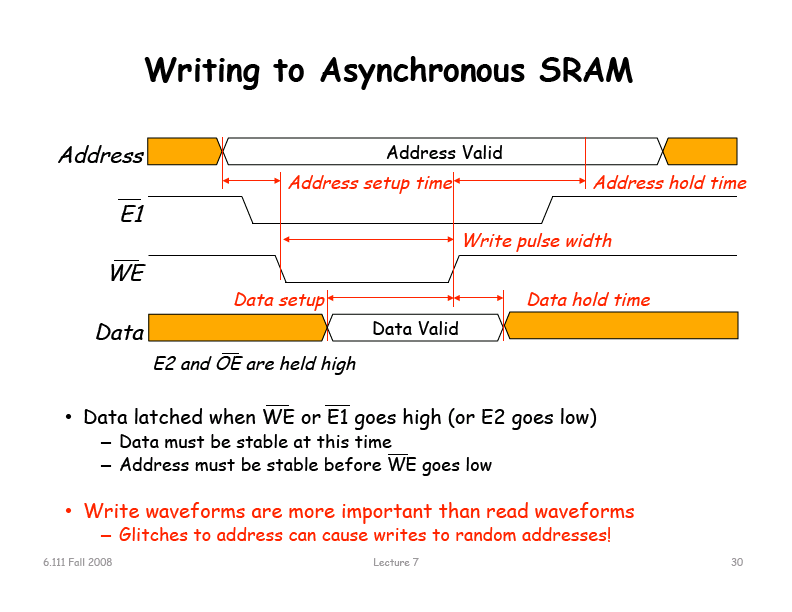 Writing to Asynchronous SRAM
Address
Address Valid
Address setup time
Address hold time
E1
Write pulse width
WE
Data setup
Data hold time
Data
Data Valid
E2 and OE are held high
• Data latched when WE or E1 goes high (or E2 goes low)
– Data must be stable at this time
– Address must be stable before WE goes low
• Write waveforms are more important than read waveforms
– Glitches to address can cause writes to random addresses!
6.111 Fall 2008
Lecture 7
30